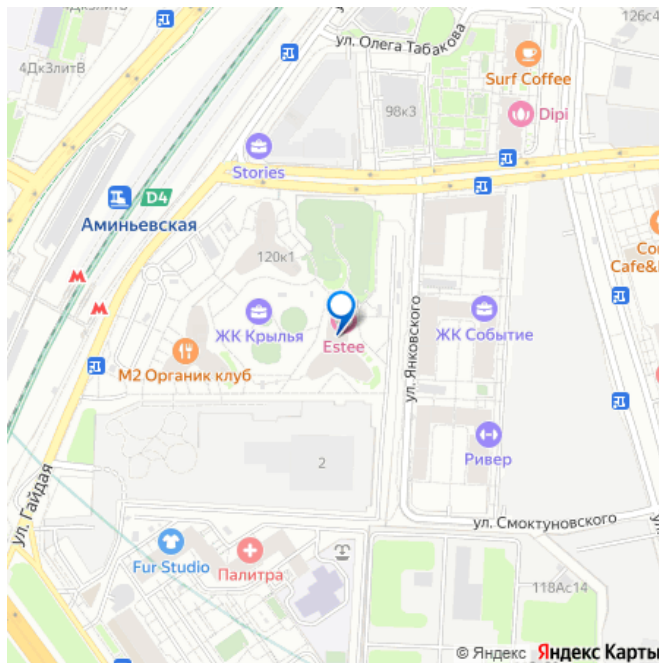 126с4
4Дк3литВ
ул. Олега Табакова
Surf Coffee
4Дк3литВ
98к3
Dipi
Stories
D4
Аминьевская
120к1
Co
Cafe&
М
М
ЖК Крылья
Estee
ул. Янковского
ЖК Событие
М2 Органик клуб
Ривер
2
ул. Гайдая
ул. Смоктуновского
Fur Studio
Палитра
118Ас14
© Яндекс Яндекс Карты